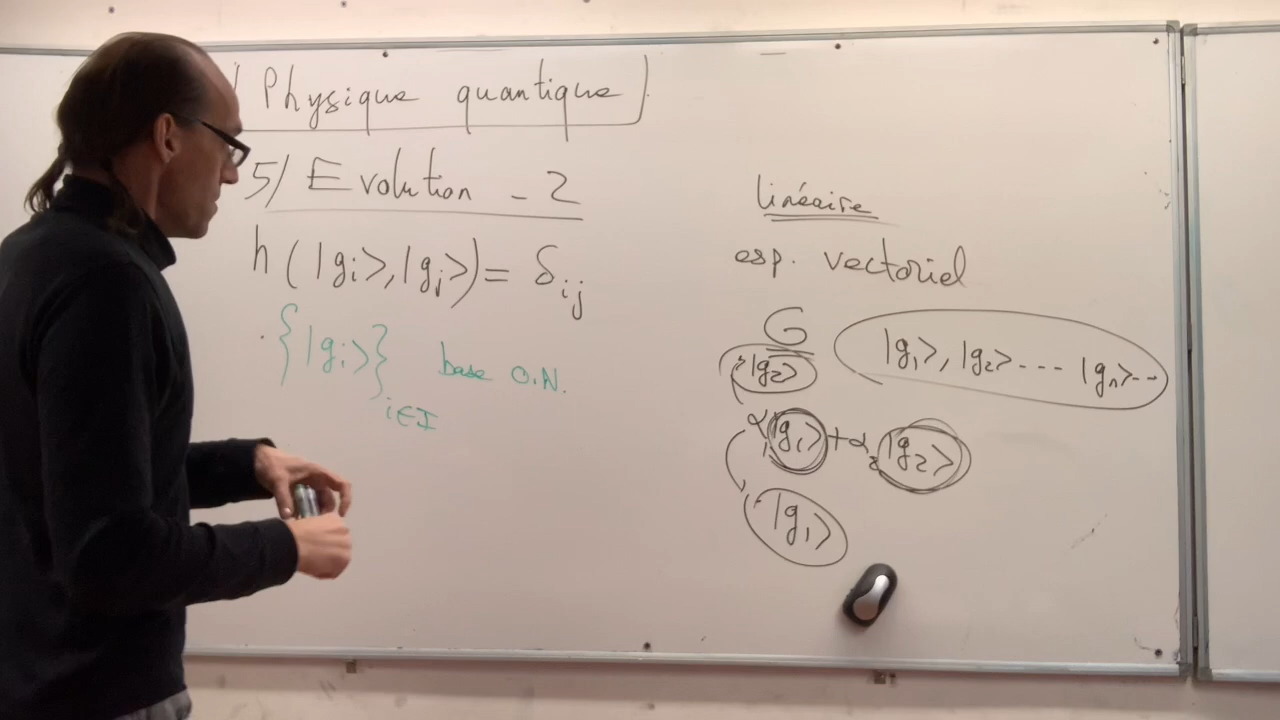 Physique quantique
5/ Evolution - 2
h(|gi>,|gj>) = δij
{|gi>}i∈I base O.N.
linéaire
esp. vectoriel
G
|g1>, |g2> ---- |gn>--
|g2>
α1|g1> + α2|g2>
|g1>